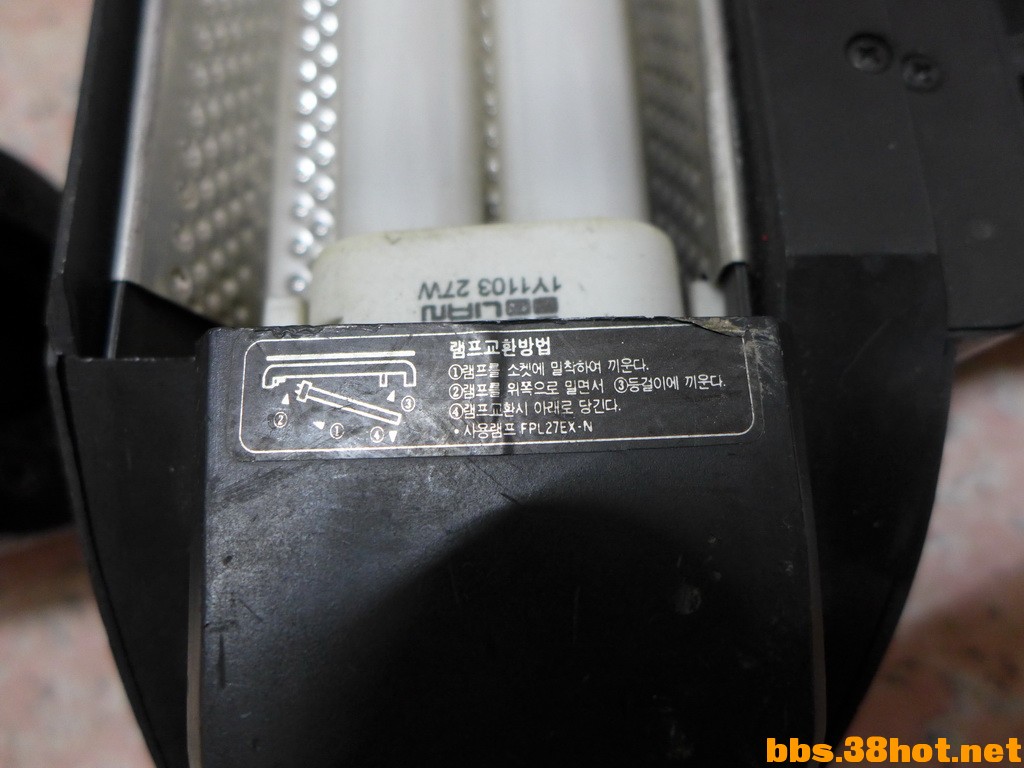 1Y1103 27W
램프교환방법
①램프를 소켓에 밀착하여 끼운다.
②램프를 위쪽으로 밀면서 ③등걸이에 끼운다.
④램프교환시 아래로 당긴다.
•사용램프 FPL27EX-N
② ① ④ ③
bbs.38hot.net